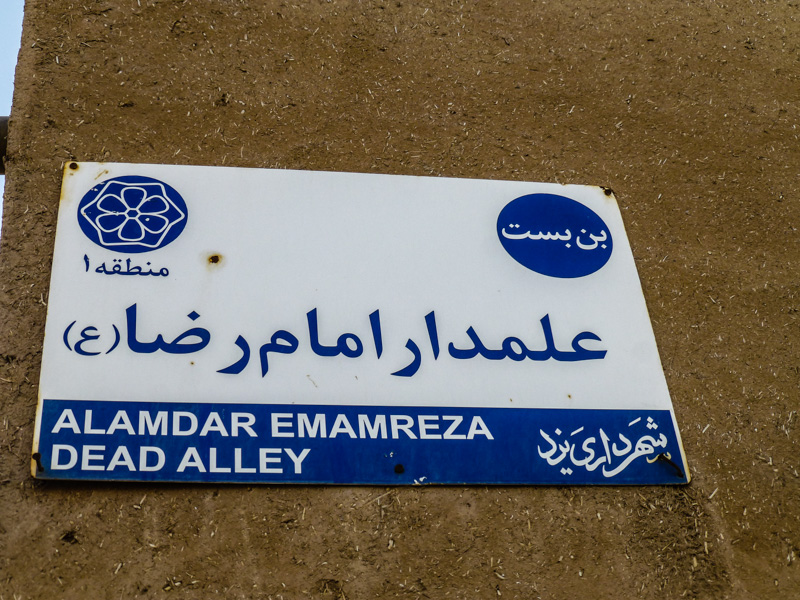 بن بست
منطقه ۱
علمدار امام رضا (ع)
ALAMDAR EMAMREZA
DEAD ALLEY
شهرداری یزد